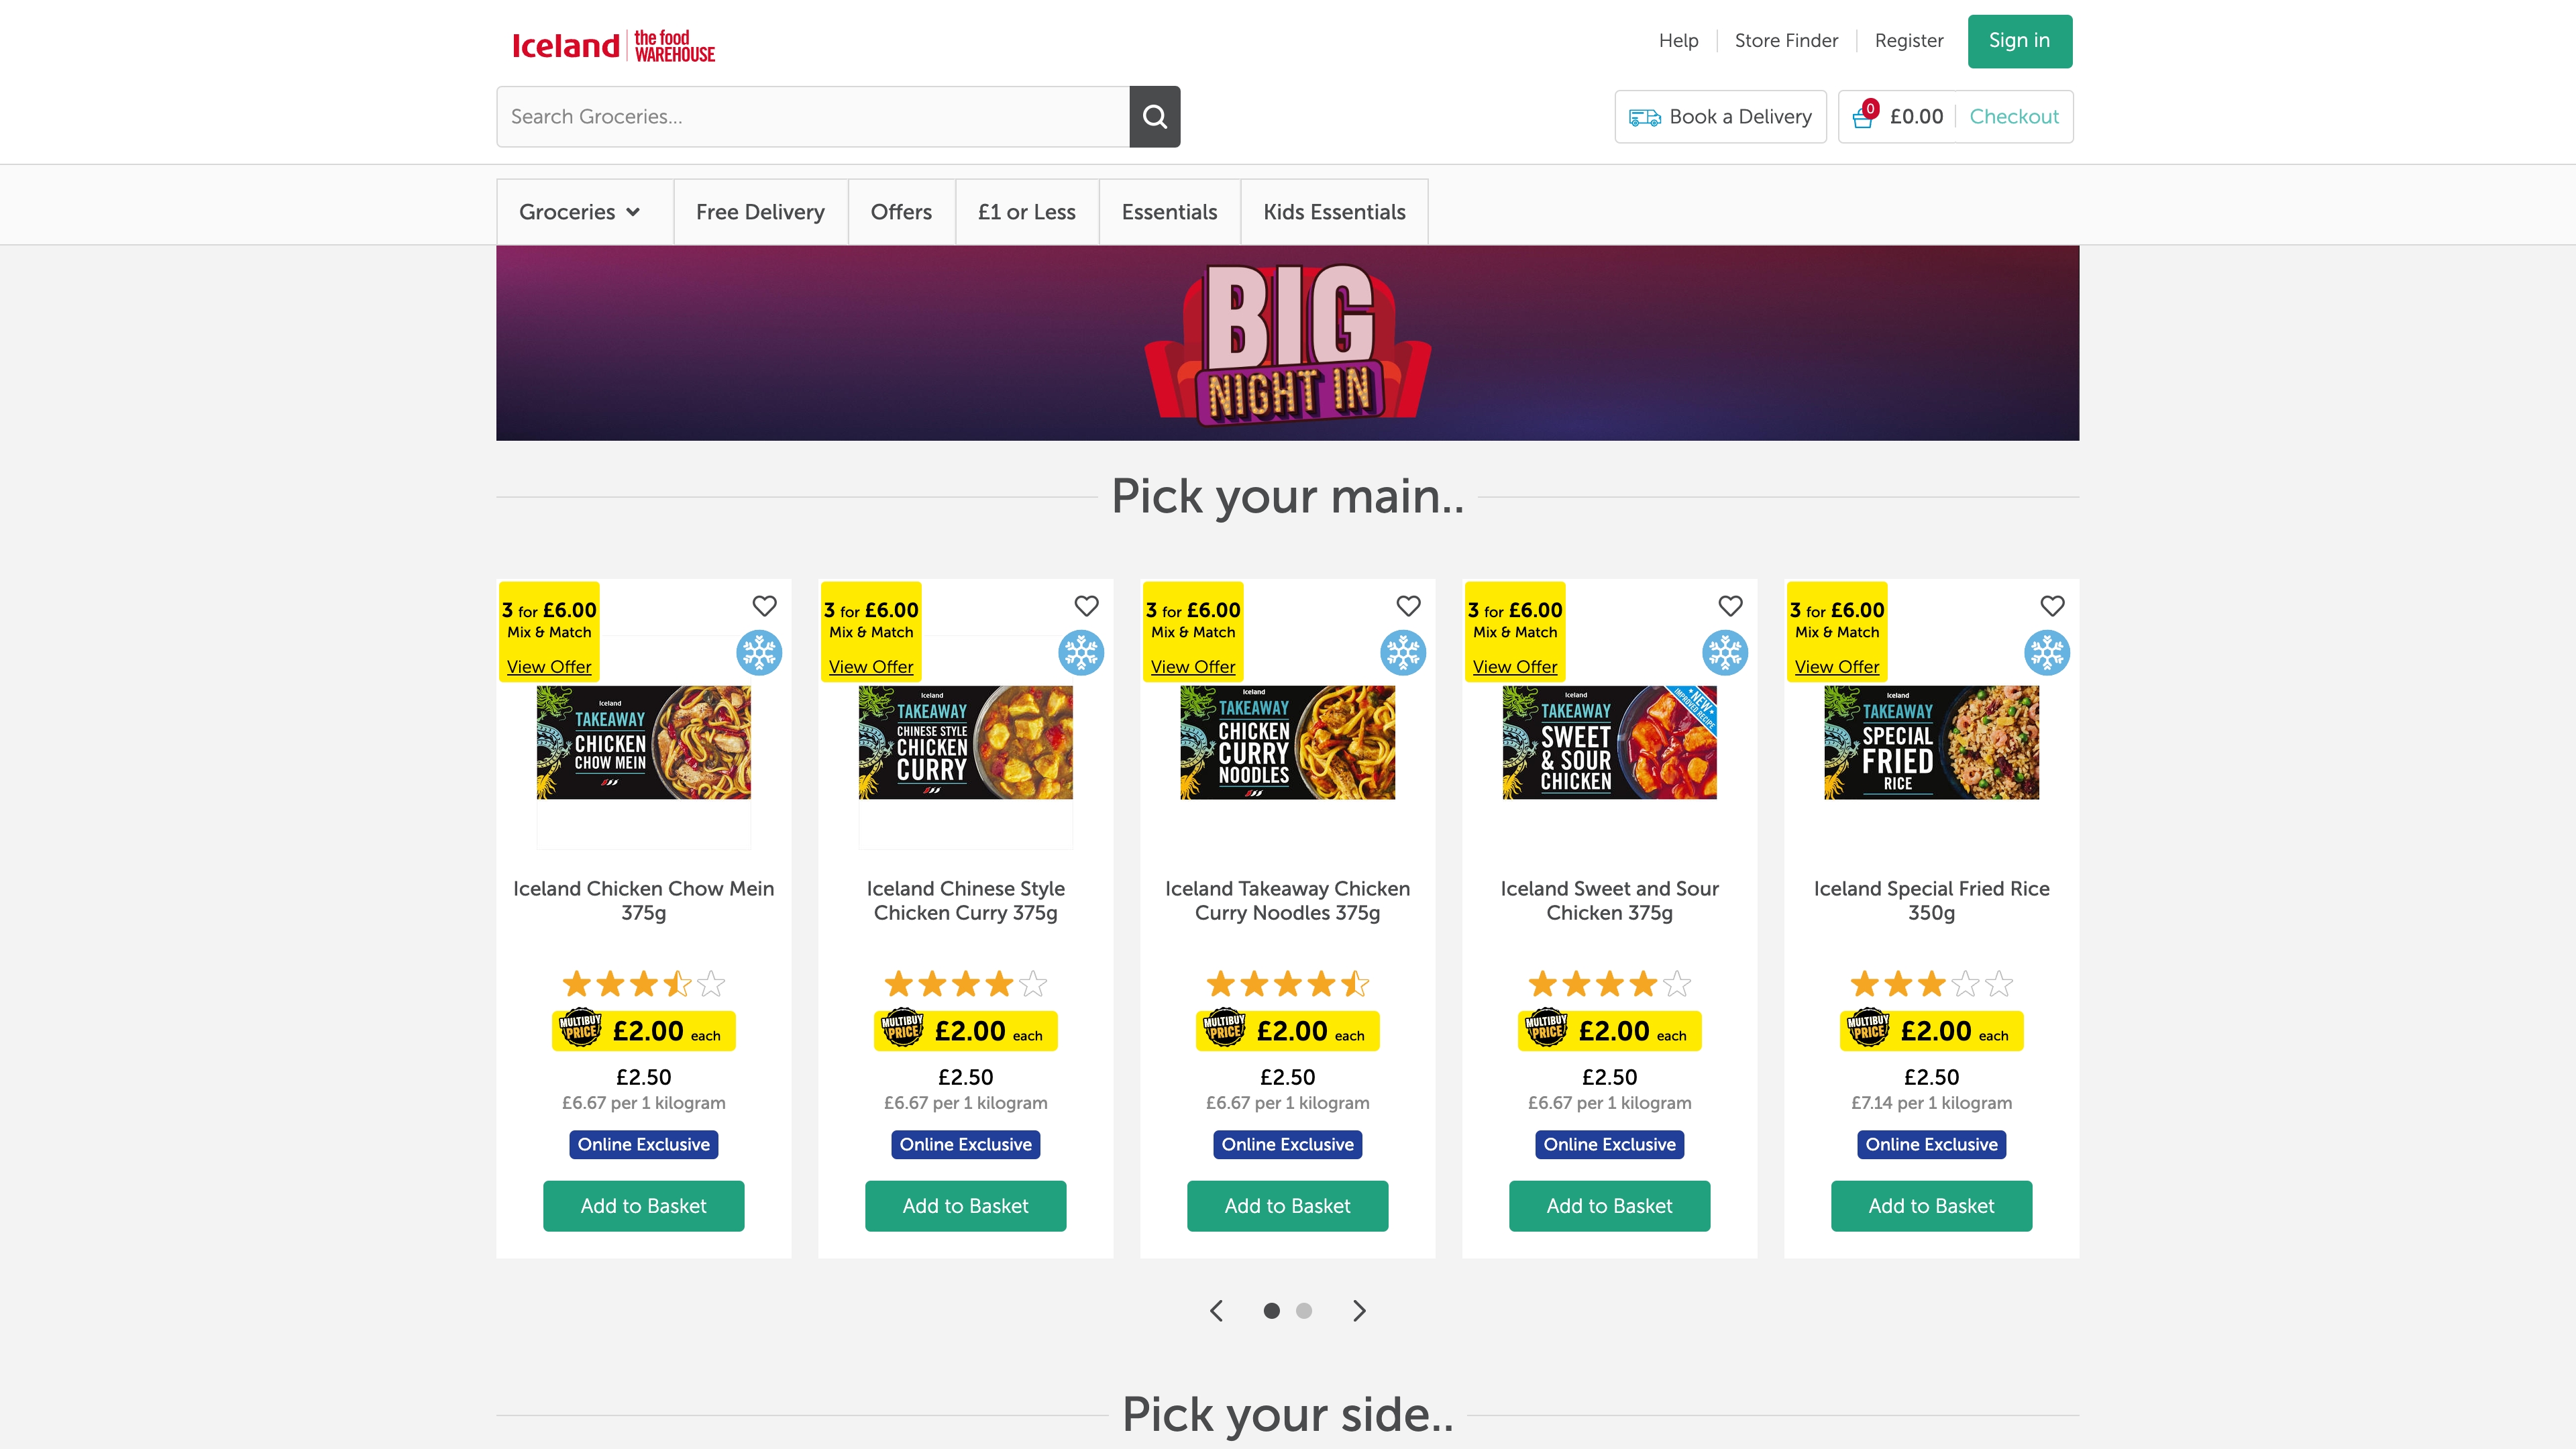 Iceland the food WAREHOUSE
Help Store Finder Register Sign in
Search Groceries...
Book a Delivery 0 £0.00 Checkout
Groceries Free Delivery Offers £1 or Less Essentials Kids Essentials
BIG
NIGHT IN
Pick your main..
3 for £6.00
Mix & Match
View Offer
Iceland
TAKEAWAY
CHICKEN
CHOW MEIN
Iceland Chicken Chow Mein
375g
MULTIBUY PRICE £2.00 each
£2.50
£6.67 per 1 kilogram
Online Exclusive
Add to Basket
3 for £6.00
Mix & Match
View Offer
Iceland
TAKEAWAY
CHINESE STYLE
CHICKEN
CURRY
Iceland Chinese Style
Chicken Curry 375g
MULTIBUY PRICE £2.00 each
£2.50
£6.67 per 1 kilogram
Online Exclusive
Add to Basket
3 for £6.00
Mix & Match
View Offer
Iceland
TAKEAWAY
CHICKEN
CURRY
NOODLES
Iceland Takeaway Chicken
Curry Noodles 375g
MULTIBUY PRICE £2.00 each
£2.50
£6.67 per 1 kilogram
Online Exclusive
Add to Basket
3 for £6.00
Mix & Match
View Offer
Iceland
TAKEAWAY
SWEET
& SOUR
CHICKEN
NEW
IMPROVED RECIPE
Iceland Sweet and Sour
Chicken 375g
MULTIBUY PRICE £2.00 each
£2.50
£6.67 per 1 kilogram
Online Exclusive
Add to Basket
3 for £6.00
Mix & Match
View Offer
Iceland
TAKEAWAY
SPECIAL
FRIED
RICE
Iceland Special Fried Rice
350g
MULTIBUY PRICE £2.00 each
£2.50
£7.14 per 1 kilogram
Online Exclusive
Add to Basket
Pick your side..